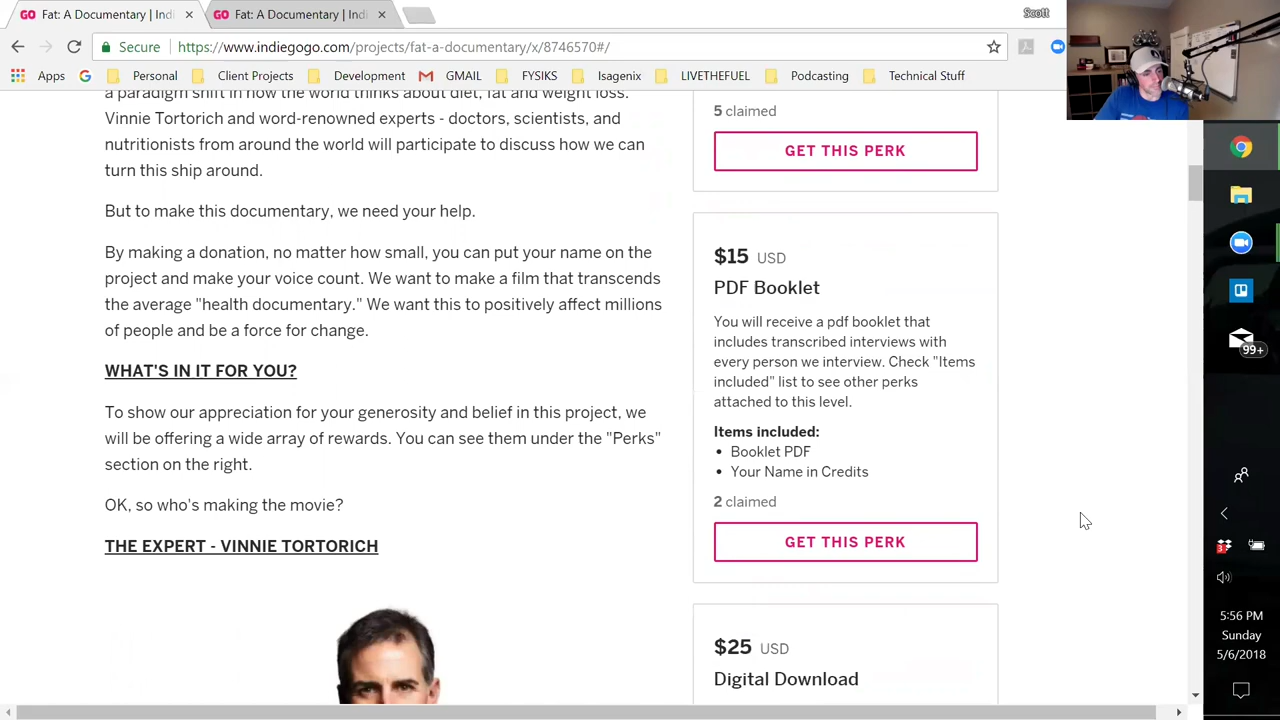 Fat: A Documentary | Indi
Fat: A Documentary | Indi
Scott
Secure
https://www.indiegogo.com/projects/fat-a-documentary/x/8746570#/
Apps
Personal
Client Projects
Development
GMAIL
FYSIKS
Isagenix
LIVETHEFUEL
Podcasting
Technical Stuff
a paradigm shift in how the world thinks about diet, fat and weight loss.
Vinnie Tortorich and word-renowned experts - doctors, scientists, and
nutritionists from around the world will participate to discuss how we can
turn this ship around.
But to make this documentary, we need your help.
By making a donation, no matter how small, you can put your name on the
project and make your voice count. We want to make a film that transcends
the average "health documentary." We want this to positively affect millions
of people and be a force for change.
WHAT'S IN IT FOR YOU?
To show our appreciation for your generosity and belief in this project, we
will be offering a wide array of rewards. You can see them under the "Perks"
section on the right.
OK, so who's making the movie?
THE EXPERT - VINNIE TORTORICH
5 claimed
GET THIS PERK
$15 USD
PDF Booklet
You will receive a pdf booklet that
includes transcribed interviews with
every person we interview. Check "Items
included" list to see other perks
attached to this level.
Items included:
• Booklet PDF
• Your Name in Credits
2 claimed
GET THIS PERK
$25 USD
Digital Download
99+
3
5:56 PM
Sunday
5/6/2018